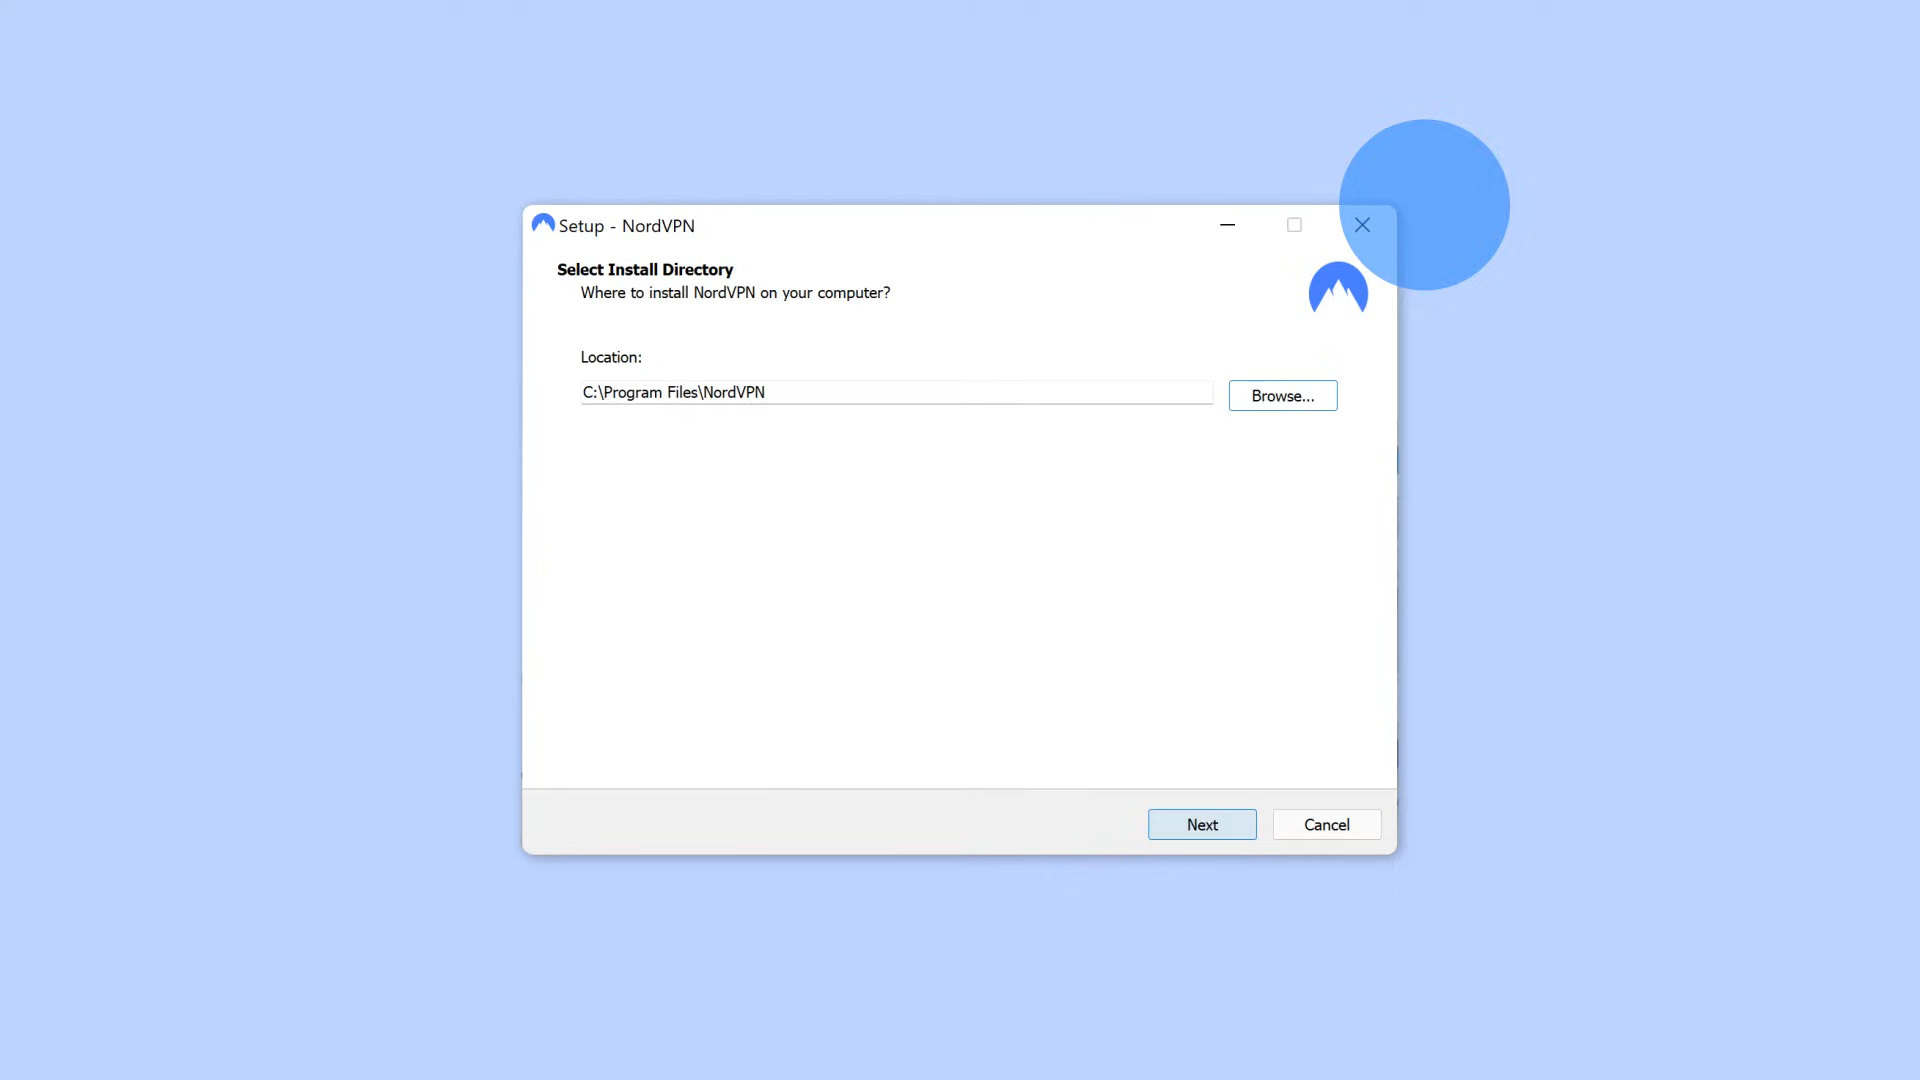 Setup - NordVPN
Select Install Directory
Where to install NordVPN on your computer?
Location:
C:\Program Files\NordVPN
Browse...
Next
Cancel